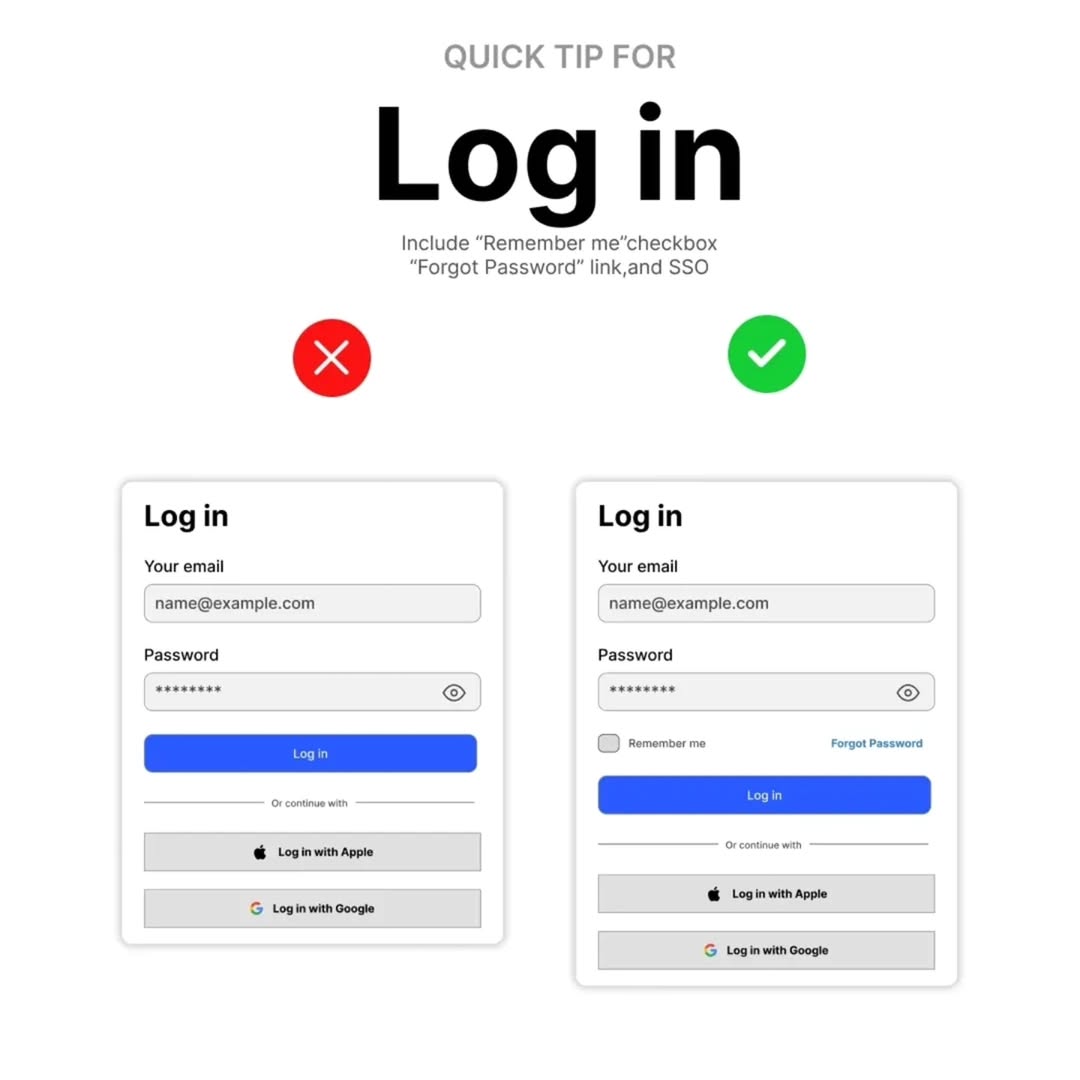 QUICK TIP FOR
Log in
Include “Remember me”checkbox
“Forgot Password” link,and SSO
Log in
Your email
name@example.com
Password
********
Log in
Or continue with
Log in with Apple
Log in with Google
Log in
Your email
name@example.com
Password
********
Remember me Forgot Password
Log in
Or continue with
Log in with Apple
Log in with Google